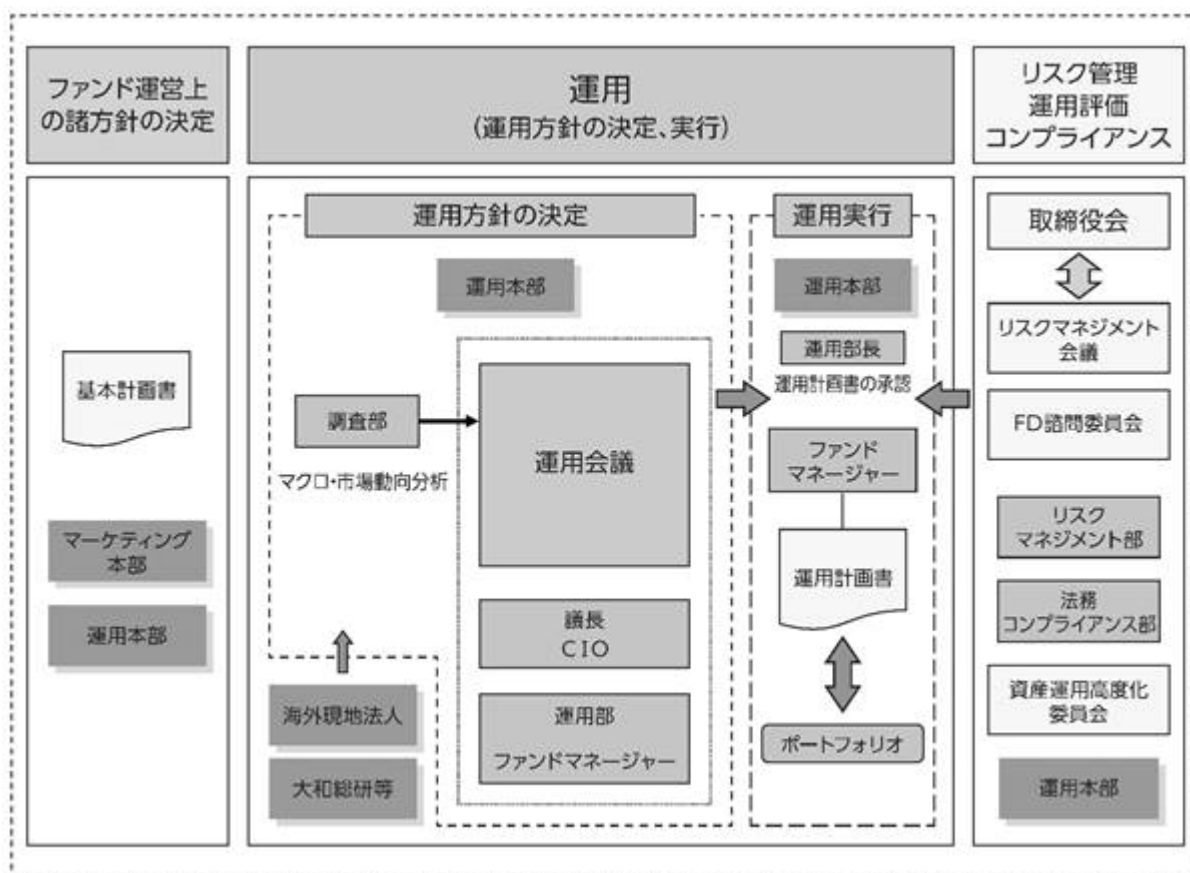 ファンド運営上
の諸方針の決定
基本計画書
マーケティング
本部
運用本部
運用
(運用方針の決定、実行)
運用方針の決定
運用本部
調査部
マクロ・市場動向分析
運用会議
議長
CIO
運用部
ファンドマネージャー
海外現地法人
大和総研等
運用実行
運用本部
運用部長
運用計画書の承認
ファンド
マネージャー
運用計画書
ポートフォリオ
リスク管理
運用評価
コンプライアンス
取締役会
リスクマネジメント
会議
FD諮問委員会
リスク
マネジメント部
法務
コンプライアンス部
資産運用高度化
委員会
運用本部